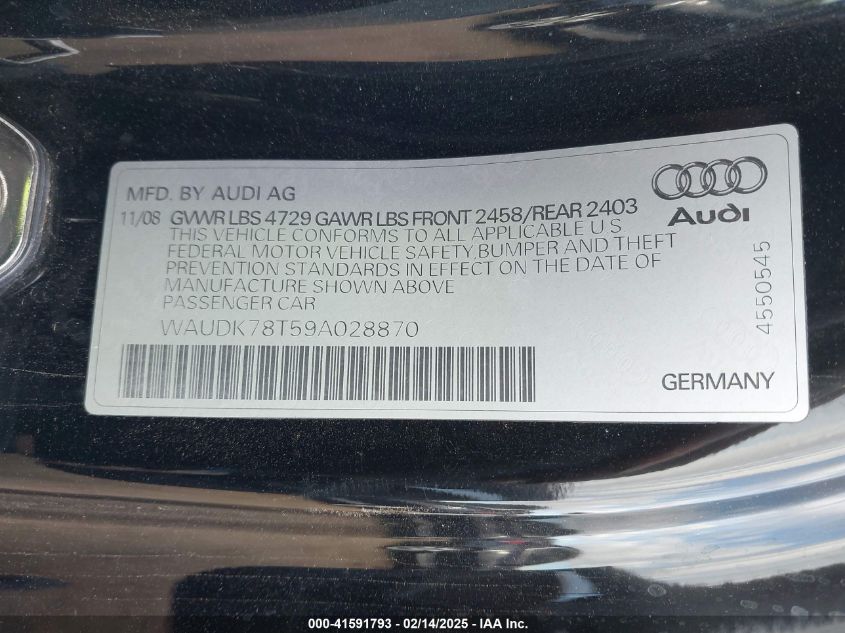 MFD. BY AUDI AG
11/08 GVWR LBS 4729 GAWR LBS FRONT 2458/REAR 2403
THIS VEHICLE CONFORMS TO ALL APPLICABLE U S
FEDERAL MOTOR VEHICLE SAFETY,BUMPER AND THEFT
PREVENTION STANDARDS IN EFFECT ON THE DATE OF
MANUFACTURE SHOWN ABOVE
PASSENGER CAR
WAUDK78T59A028870
Audi
4550545
GERMANY
000-41591793 - 02/14/2025 - © IAA Inc.